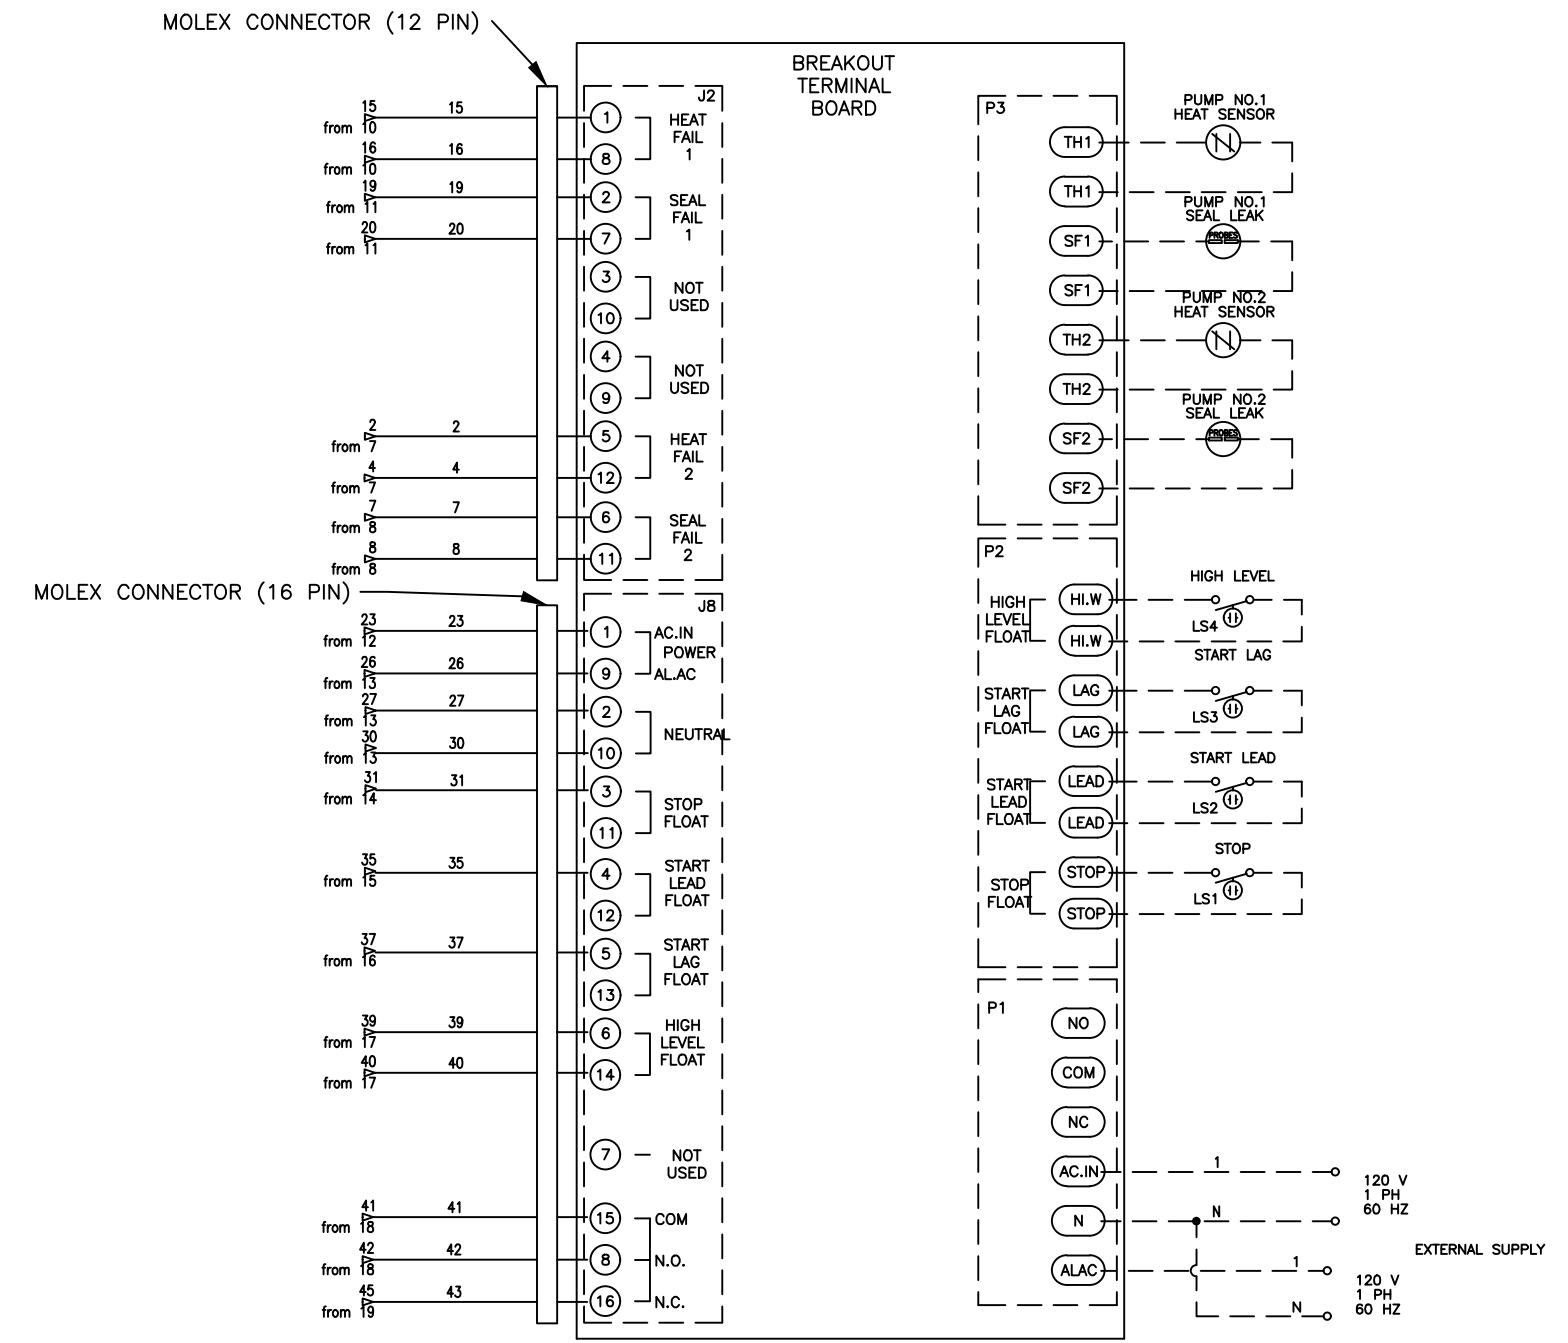 MOLEX CONNECTOR (12 PIN)
BREAKOUT
TERMINAL
BOARD
J2
15
from 10
15
1
16
from 10
16
8
HEAT
FAIL
1
19
from 11
19
2
20
from 11
20
7
SEAL
FAIL
1
3
10
NOT
USED
4
9
NOT
USED
2
from 7
2
5
4
from 7
4
12
HEAT
FAIL
2
7
from 8
7
6
8
from 8
8
11
SEAL
FAIL
2
MOLEX CONNECTOR (16 PIN)
J8
23
from 12
23
1
AC.IN
POWER
26
from 13
26
9
AL.AC
27
from 13
27
2
30
from 13
30
10
NEUTRAL
31
from 14
31
3
11
STOP
FLOAT
35
from 15
35
4
12
START
LEAD
FLOAT
37
from 16
37
5
13
START
LAG
FLOAT
39
from 17
39
6
40
from 17
40
14
HIGH
LEVEL
FLOAT
7
NOT
USED
41
from 18
41
15
COM
42
from 18
42
8
N.O.
45
from 19
43
16
N.C.
P3
TH1
PUMP NO.1
HEAT SENSOR
TH1
SF1
PUMP NO.1
SEAL LEAK
PROBES
SF1
TH2
PUMP NO.2
HEAT SENSOR
TH2
SF2
PUMP NO.2
SEAL LEAK
PROBES
SF2
P2
HIGH
LEVEL
FLOAT
HI.W
HI.W
HIGH LEVEL
LS4
START
LAG
FLOAT
LAG
LAG
START LAG
LS3
START
LEAD
FLOAT
LEAD
LEAD
START LEAD
LS2
STOP
FLOAT
STOP
STOP
STOP
LS1
P1
NO
COM
NC
AC.IN
1
N
N
120 V
1 PH
60 HZ
EXTERNAL SUPPLY
ALAC
1
N
120 V
1 PH
60 HZ